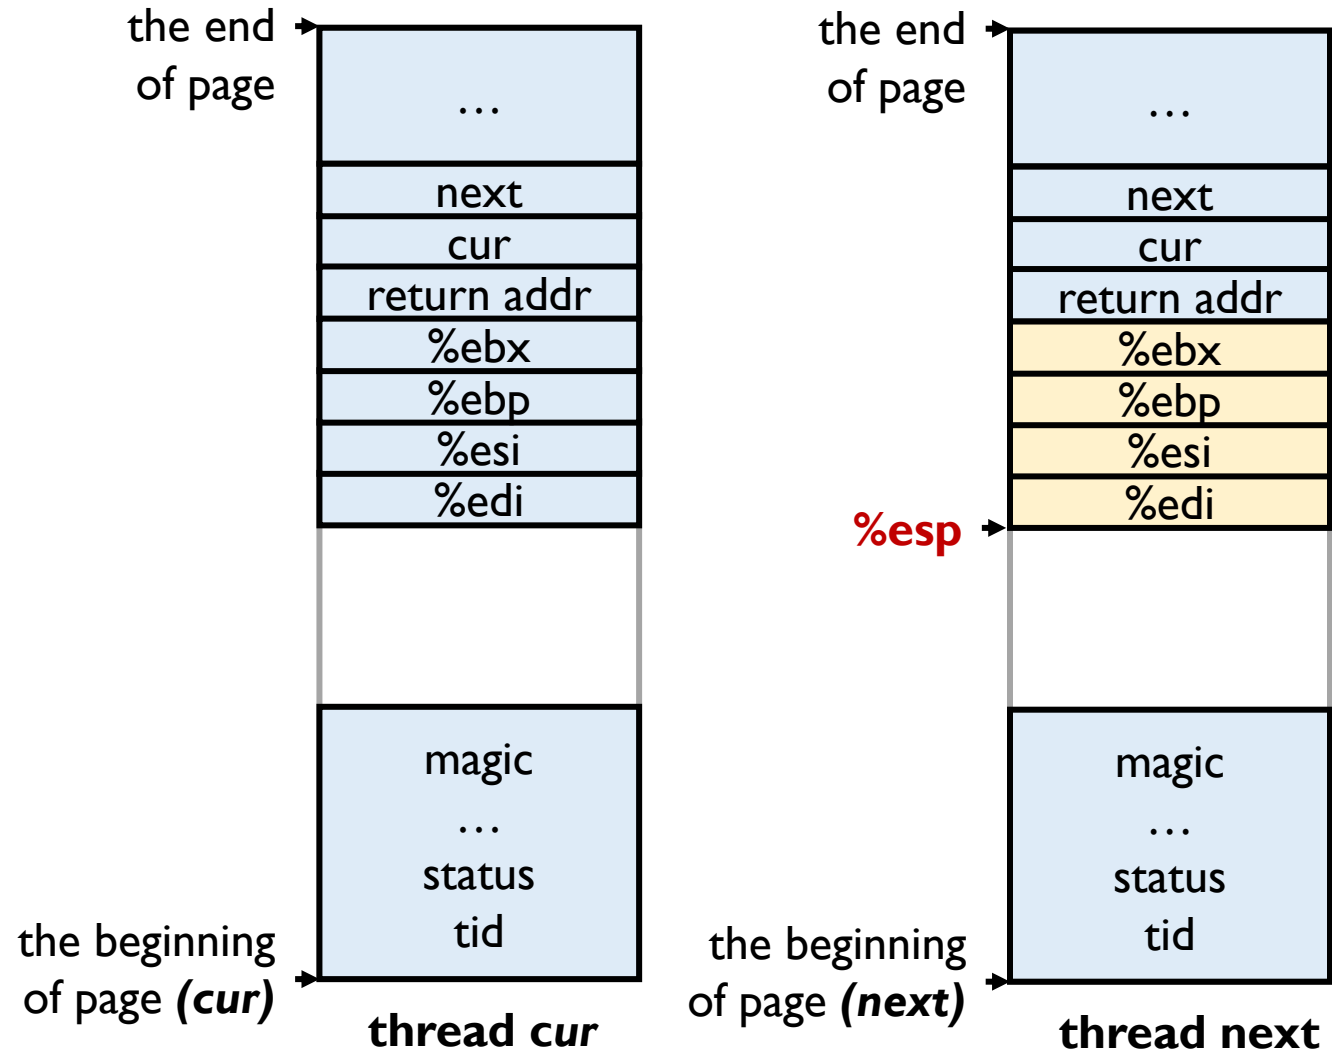 the end
of page
…
next
cur
return addr
%ebx
%ebp
%esi
%edi
magic
…
status
tid
the beginning
of page (cur)
thread cur
the end
of page
…
next
cur
return addr
%ebx
%ebp
%esi
%edi
%esp
magic
…
status
tid
the beginning
of page (next)
thread next